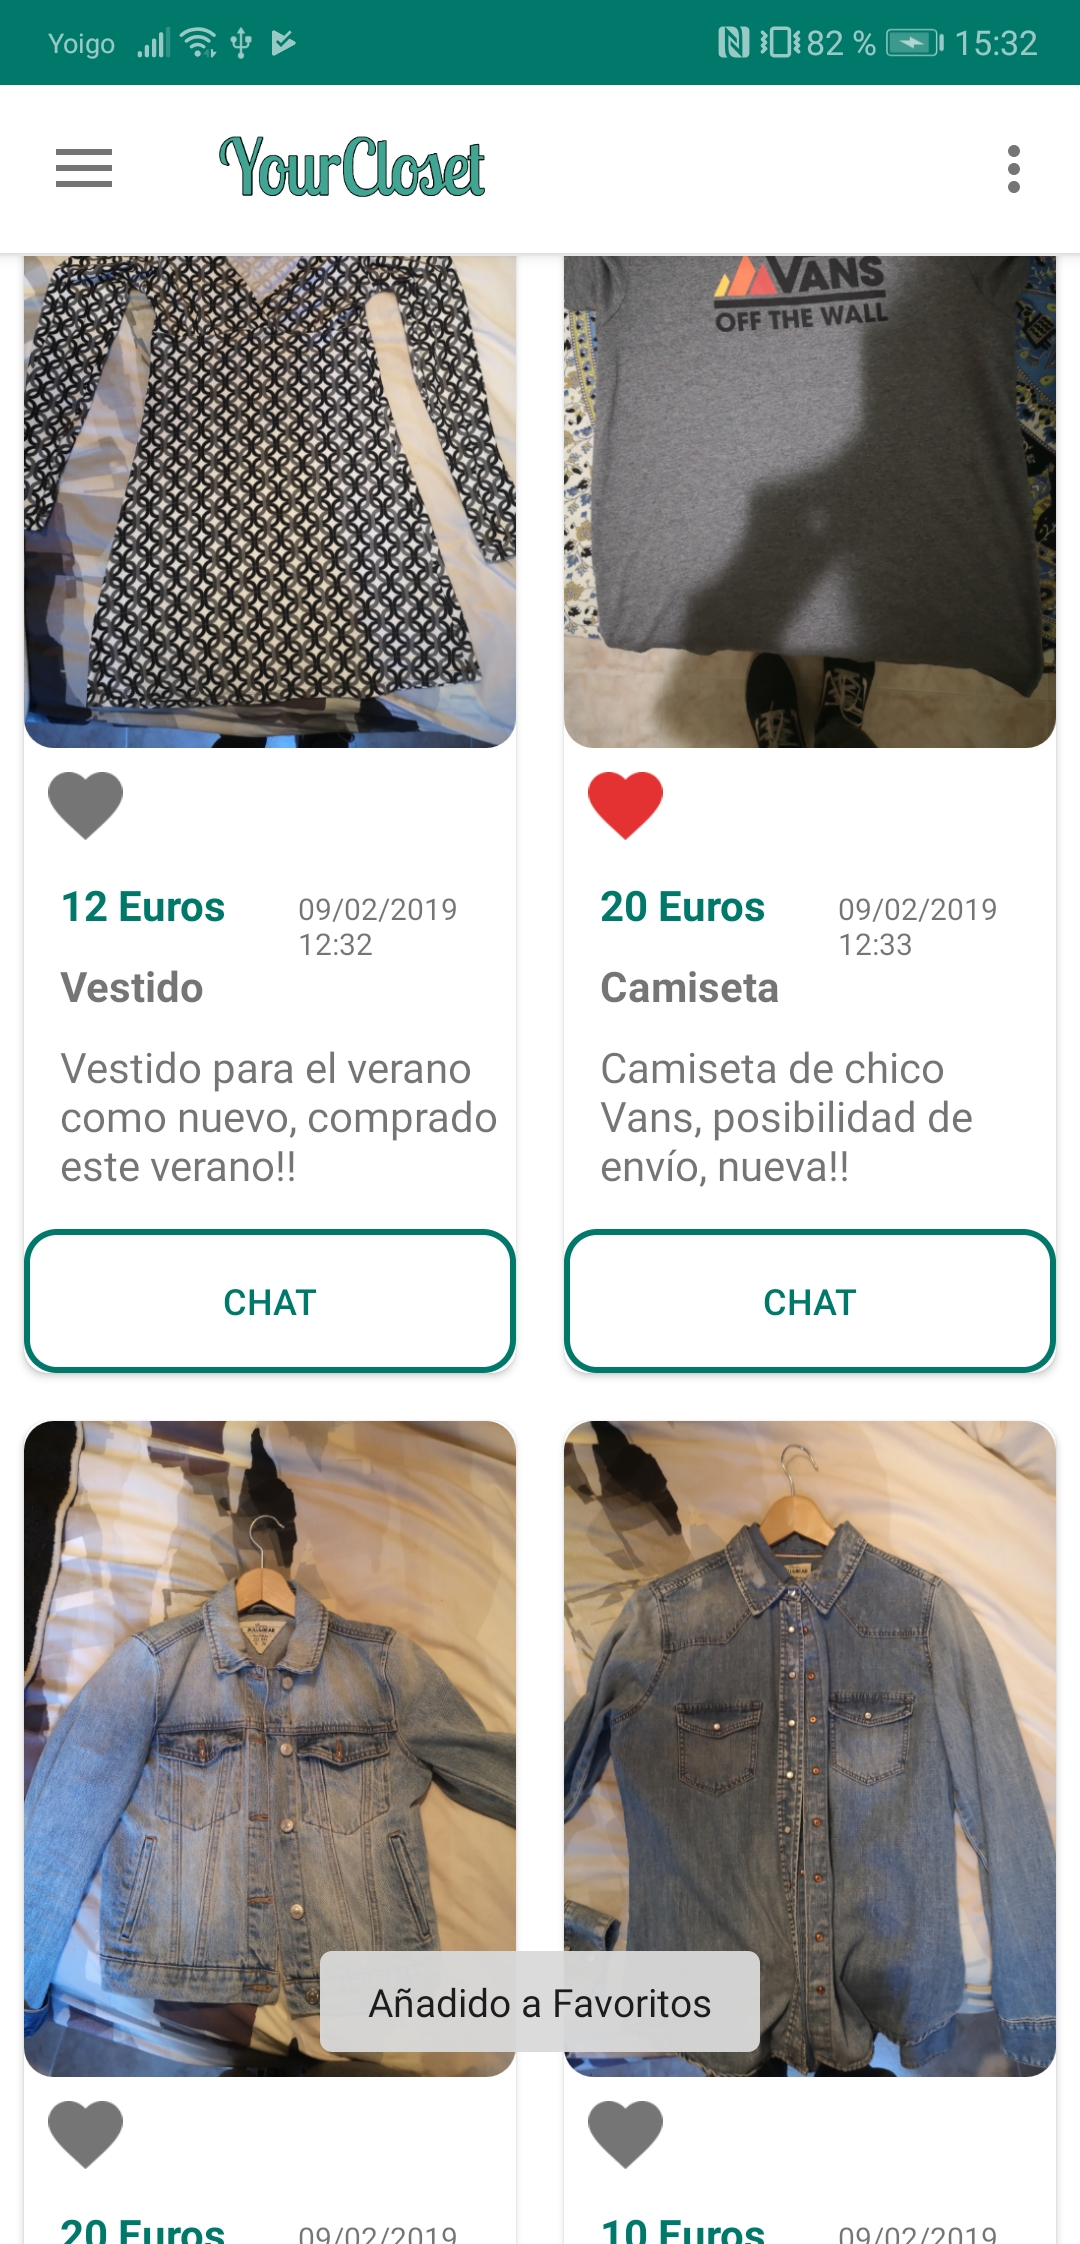 Yoigo
82 %
15:32
YourCloset
VANS
OFF THE WALL
12 Euros
09/02/2019
12:32
Vestido
Vestido para el verano
como nuevo, comprado
este verano!!
CHAT
20 Euros
09/02/2019
12:33
Camiseta
Camiseta de chico
Vans, posibilidad de
envío, nueva!!
CHAT
Añadido a Favoritos
20 Euros
09/02/2019
10 Euros
09/02/2019